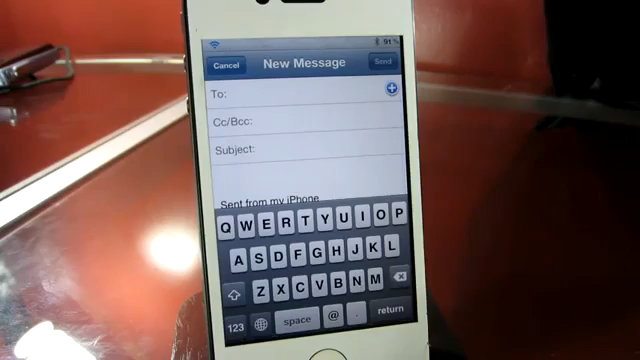 91%
Cancel New Message Send
To:
Cc/Bcc:
Subject:
Sent from my iPhone
Q W E R T Y U I O P
A S D F G H J K L
Z X C V B N M
123 space @ . return